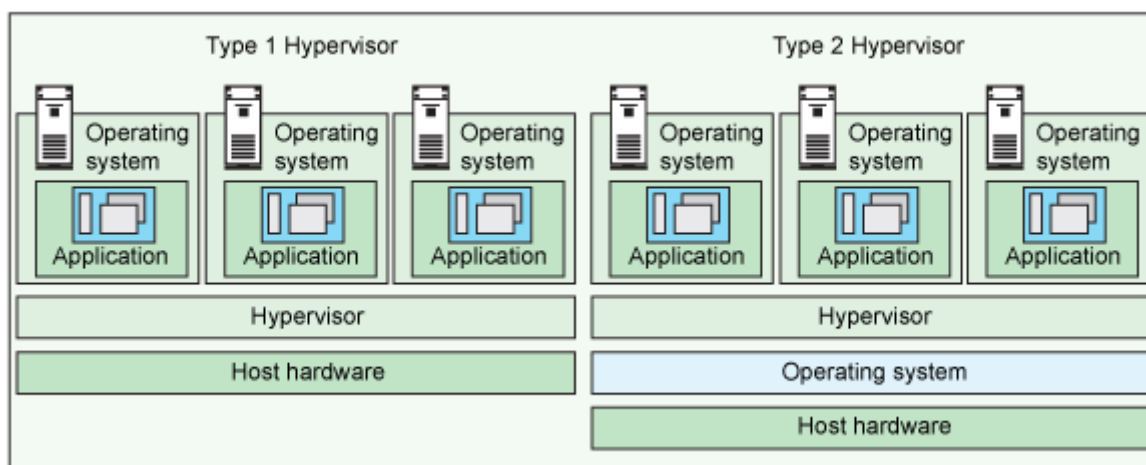 Type 1 Hypervisor
Operating
system
Application
Operating
system
Application
Operating
system
Application
Hypervisor
Host hardware
Type 2 Hypervisor
Operating
system
Application
Operating
system
Application
Operating
system
Application
Hypervisor
Operating system
Host hardware